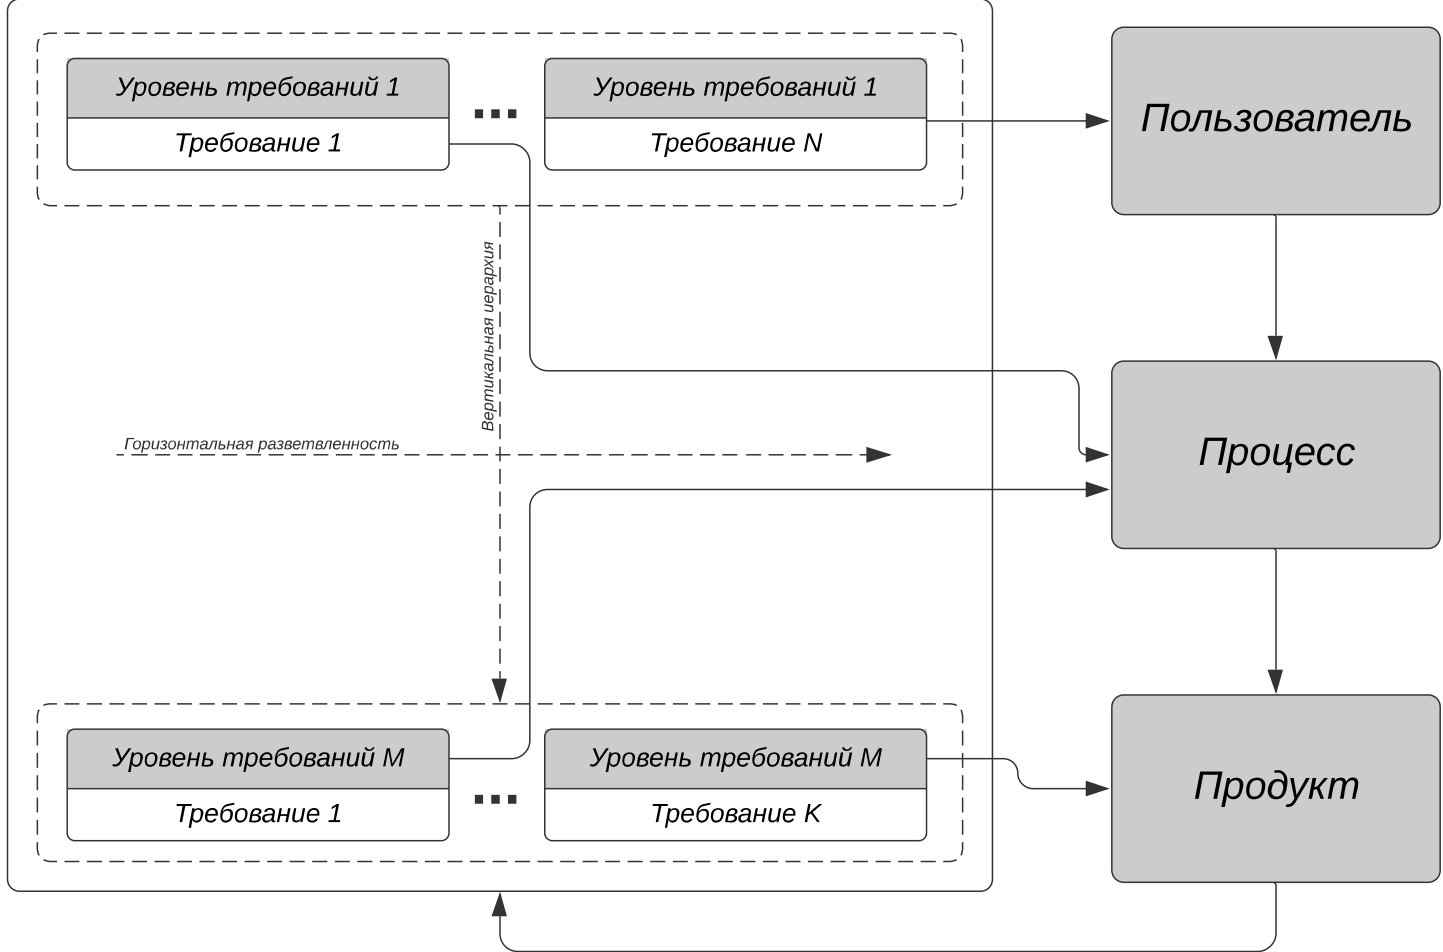 Уровень требований 1
Требование 1
Уровень требований 1
Требование N
Пользователь
Вертикальная иерархия
Горизонтальная разветвленность
Процесс
Уровень требований M
Требование 1
Уровень требований M
Требование K
Продукт